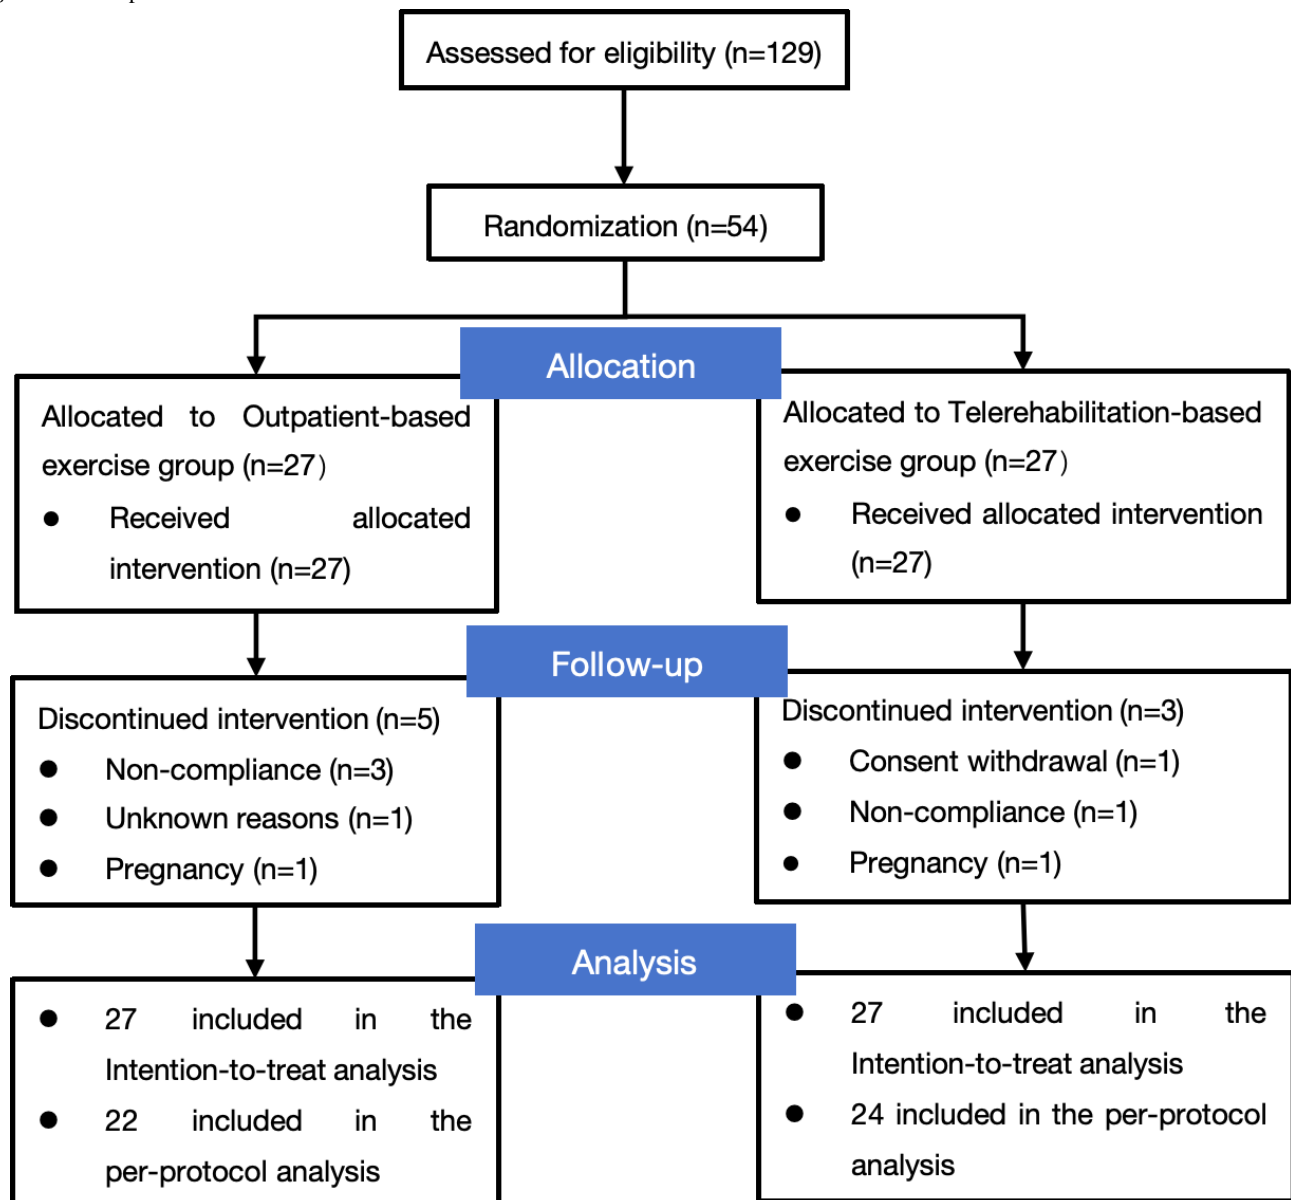 Assessed for eligibility (n=129)
Randomization (n=54)
Allocation
Allocated to Outpatient-based
exercise group (n=27）
● Received allocated
intervention (n=27)
Allocated to Telerehabilitation-based
exercise group (n=27）
● Received allocated intervention
(n=27)
Follow-up
Discontinued intervention (n=5)
● Non-compliance (n=3)
● Unknown reasons (n=1)
● Pregnancy (n=1)
Discontinued intervention (n=3)
● Consent withdrawal (n=1)
● Non-compliance (n=1)
● Pregnancy (n=1)
Analysis
● 27 included in the
Intention-to-treat analysis
● 22 included in the
per-protocol analysis
● 27 included in the
Intention-to-treat analysis
● 24 included in the per-protocol
analysis